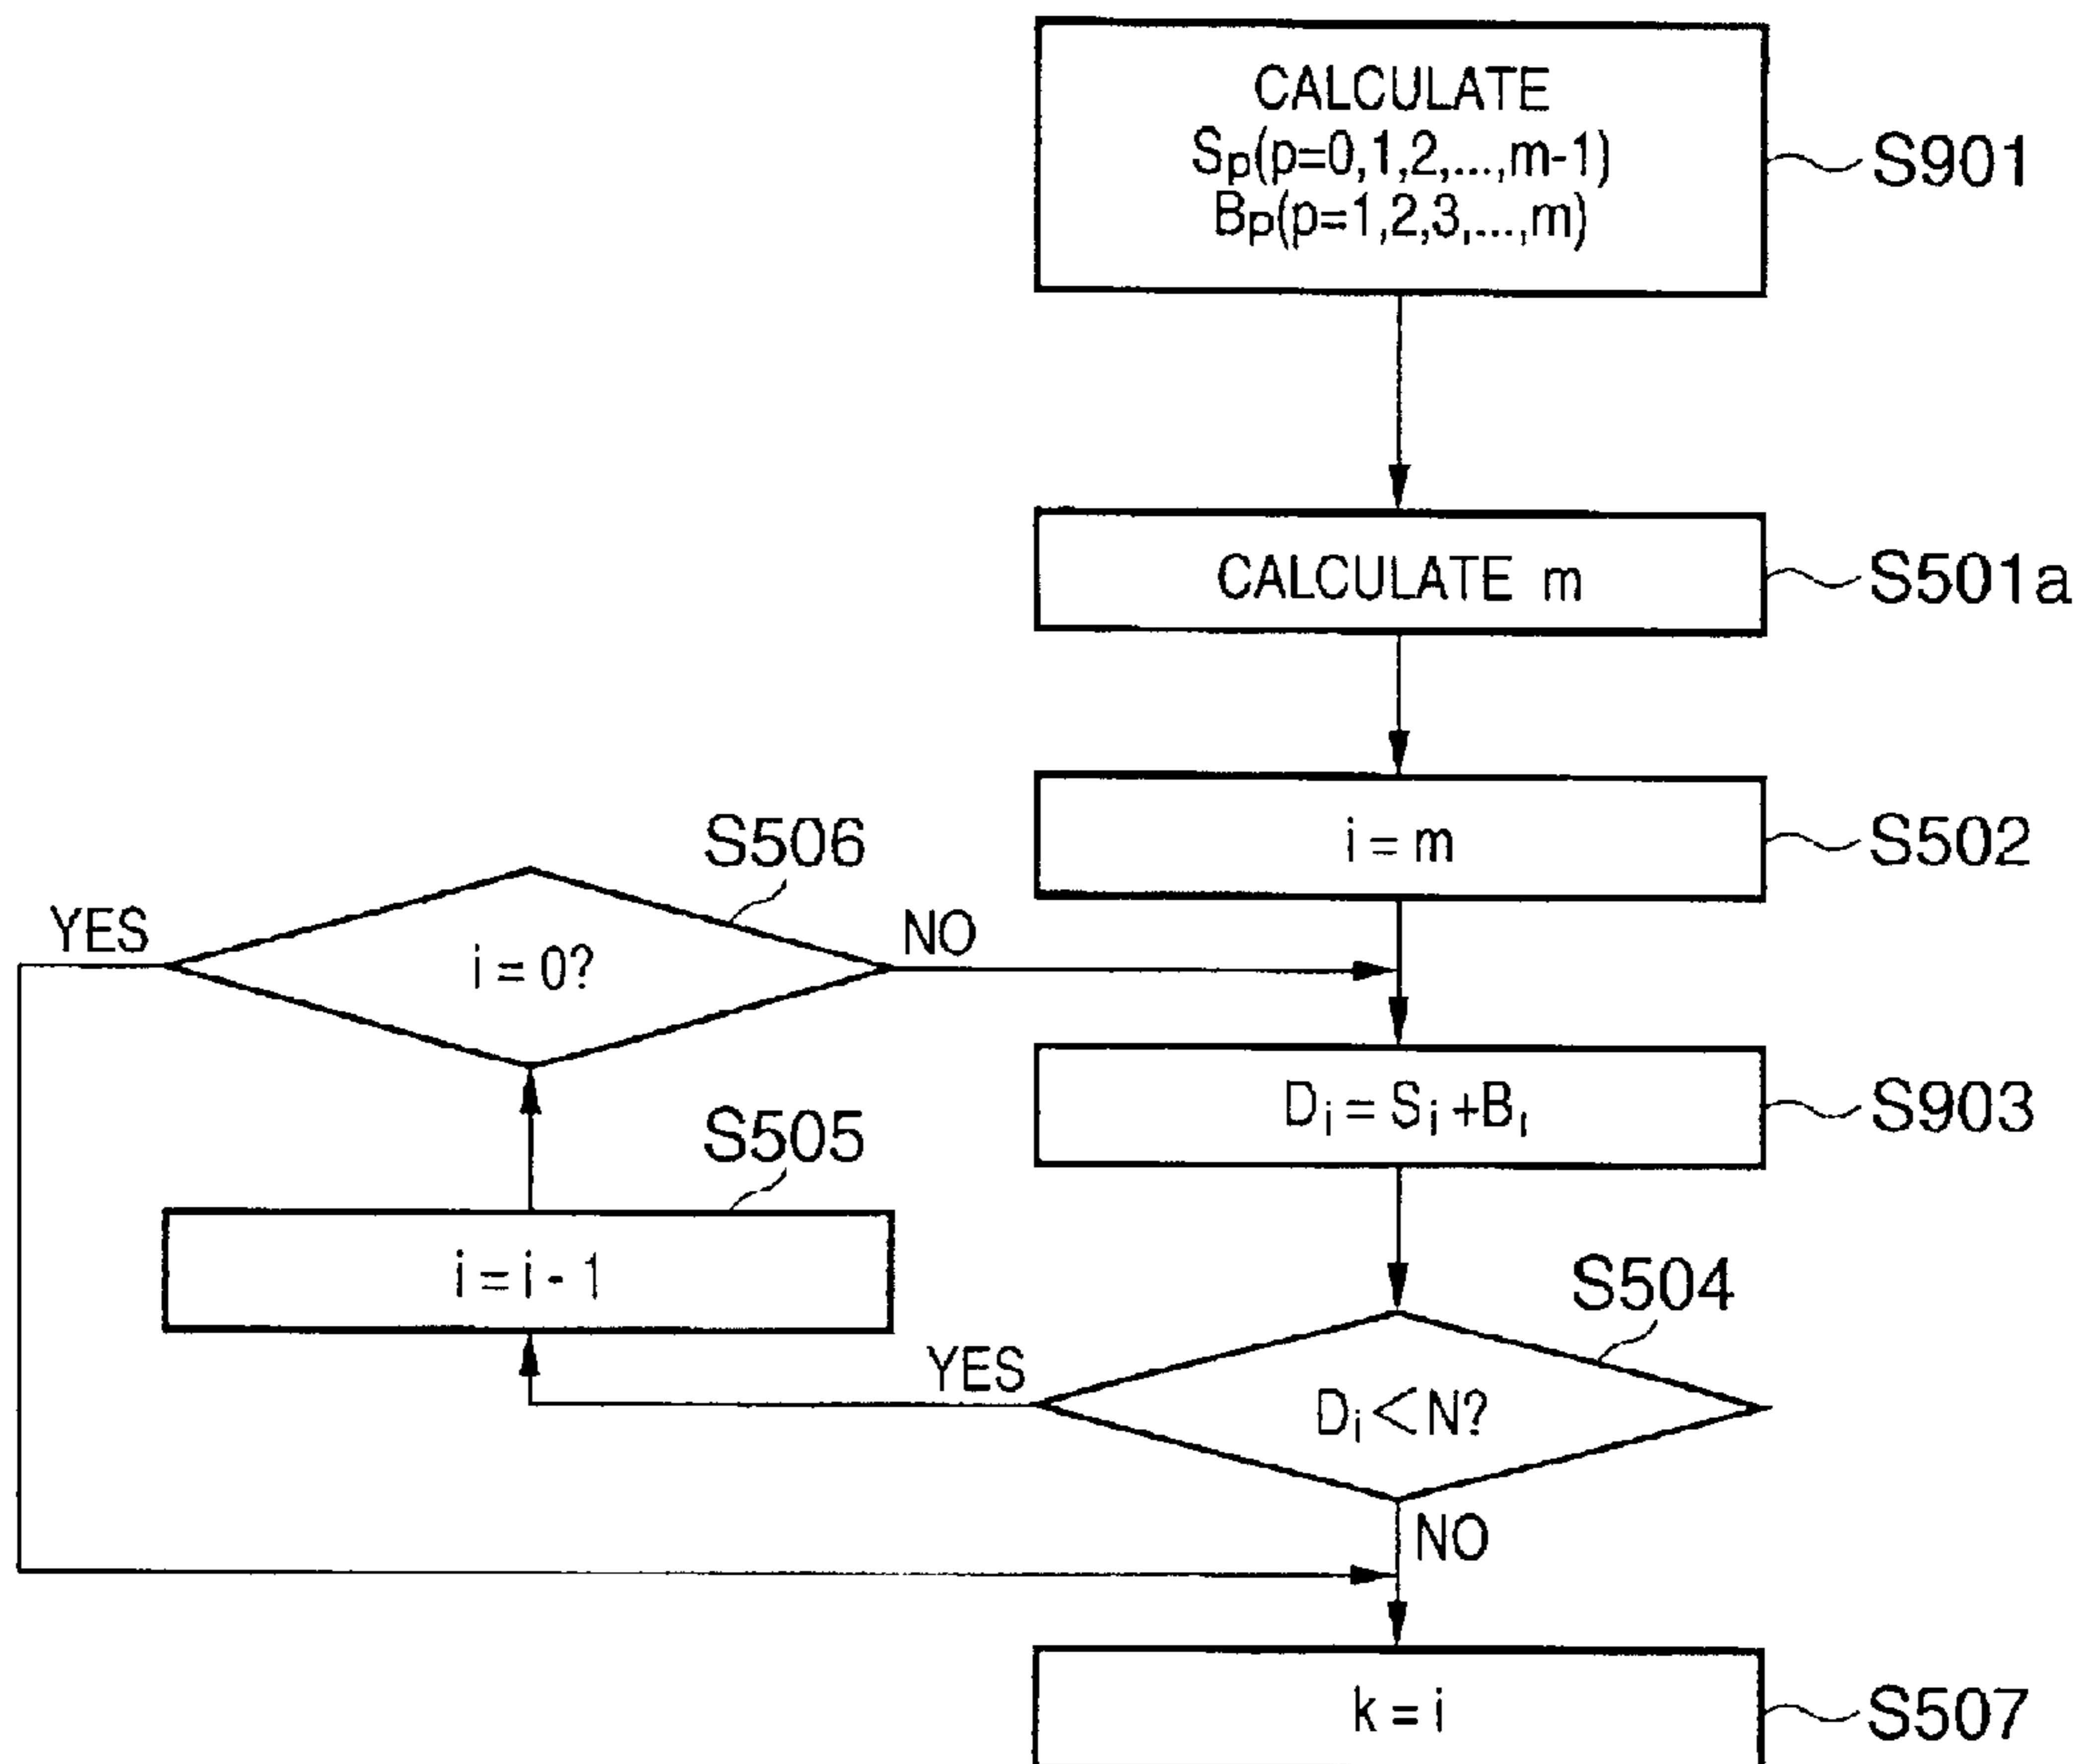 CALCULATE
Sp(p=0,1,2,...,m-1)
Bp(p=1,2,3,...,m)
S901
CALCULATE m
S501a
i = m
S502
S506
YES
i = 0?
NO
Di = Si +Bi
S903
S505
i = i - 1
S504
YES
Di<N?
NO
k = i
S507